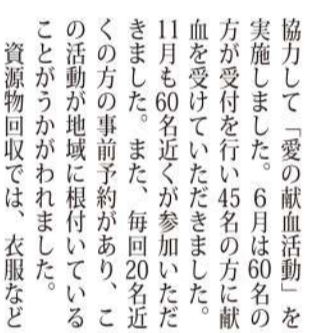 協力して「愛の献血活動」を
実施しました。6月は60名の
方が受付を行い45名の方に献
血を受けていただきました。
11月も60名近くが参加いただ
きました。また、毎回20名近
くの方の事前予約があり、こ
の活動が地域に根付いている
ことがうかがわれました。
資源物回収では、衣服など